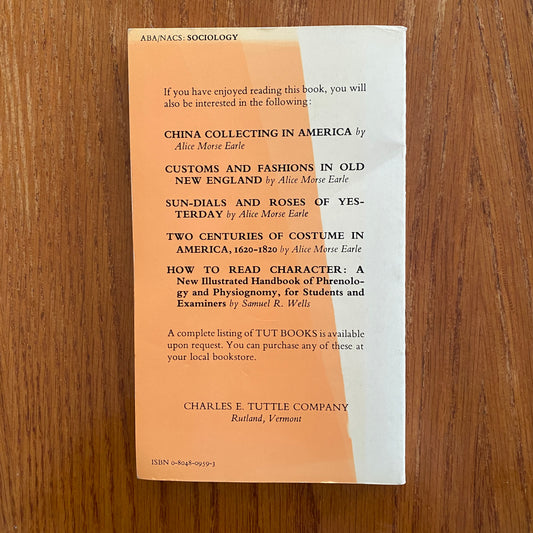 ABA/NACS: SOCIOLOGY
If you have enjoyed reading this book, you will
also be interested in the following:
CHINA COLLECTING IN AMERICA by
Alice Morse Earle
CUSTOMS AND FASHIONS IN OLD
NEW ENGLAND by Alice Morse Earle
SUN-DIALS AND ROSES OF YES-
TERDAY by Alice Morse Earle
TWO CENTURIES OF COSTUME IN
AMERICA, 1620-1820 by Alice Morse Earle
HOW TO READ CHARACTER: A
New Illustrated Handbook of Phrenolo-
gy and Physiognomy, for Students and
Examiners by Samuel R. Wells
A complete listing of TUT BOOKS is available
upon request. You can purchase any of these at
your local bookstore.
CHARLES E. TUTTLE COMPANY
Rutland, Vermont
ISBN 0-8048-0959-3